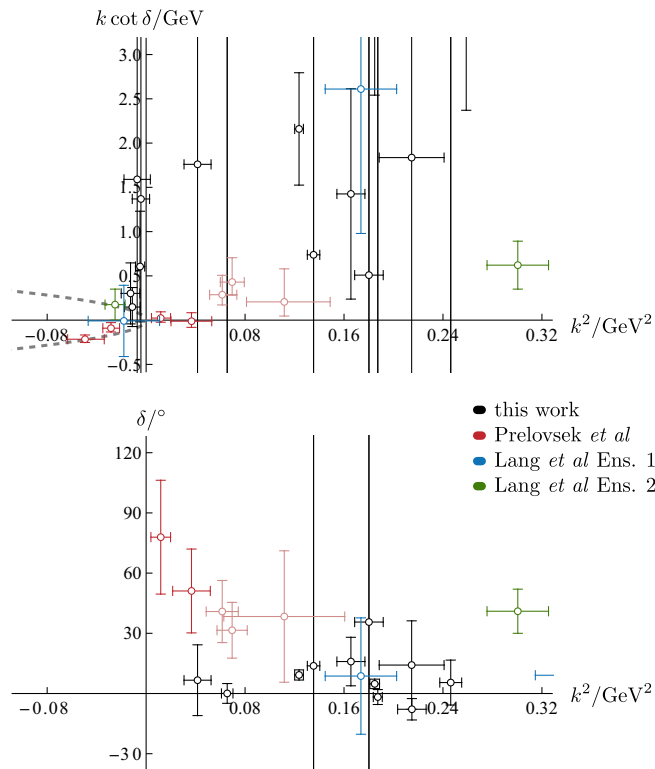 k cot δ/GeV
3.0
2.5
2.0
1.5
1.0
0.5
−0.5
−0.08 0.08 0.16 0.24 0.32
k²/GeV²
this work
Prelovsek et al
Lang et al Ens. 1
Lang et al Ens. 2
δ/°
120
90
60
30
−30
−0.08 0.08 0.16 0.24 0.32
k²/GeV²